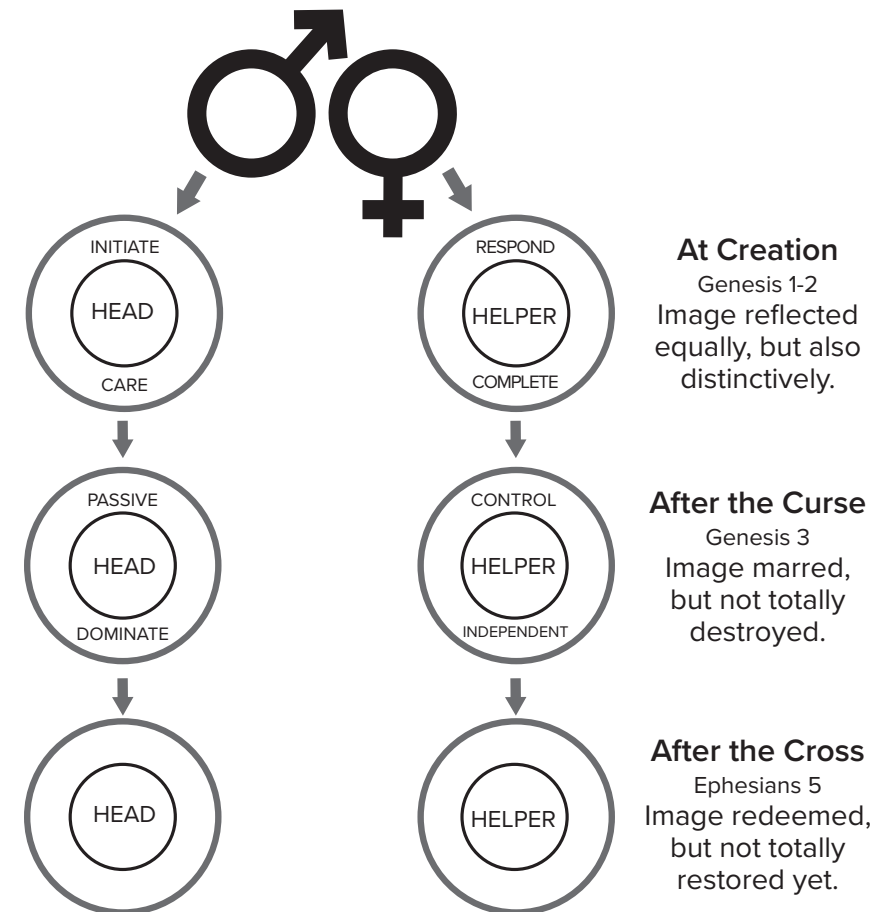 INITIATE
HEAD
CARE
RESPOND
HELPER
COMPLETE
At Creation
Genesis 1-2
Image reflected
equally, but also
distinctively.
PASSIVE
HEAD
DOMINATE
CONTROL
HELPER
INDEPENDENT
After the Curse
Genesis 3
Image marred,
but not totally
destroyed.
HEAD
HELPER
After the Cross
Ephesians 5
Image redeemed,
but not totally
restored yet.